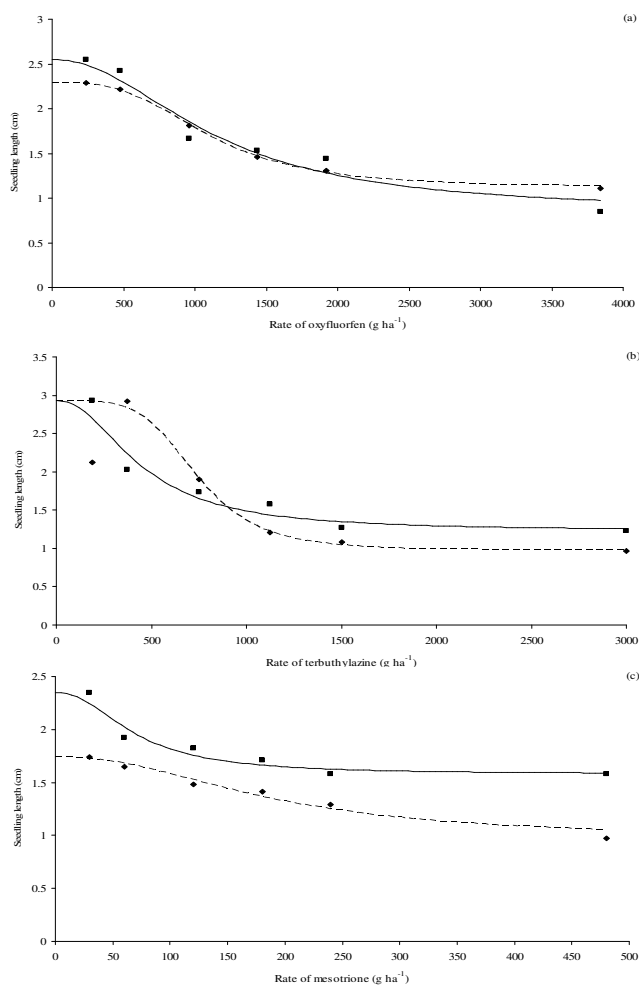 (a)
3
2.5
2
1.5
1
0.5
0
Seedling length (cm)
0 500 1000 1500 2000 2500 3000 3500 4000
Rate of oxyfluorfen (g ha-1)
(b)
3.5
3
2.5
2
1.5
1
0.5
0
Seedling length (cm)
0 500 1000 1500 2000 2500 3000
Rate of terbuthylazine (g ha-1)
(c)
2.5
2
1.5
1
0.5
0
Seedling length (cm)
0 50 100 150 200 250 300 350 400 450 500
Rate of mesotrione (g ha-1)